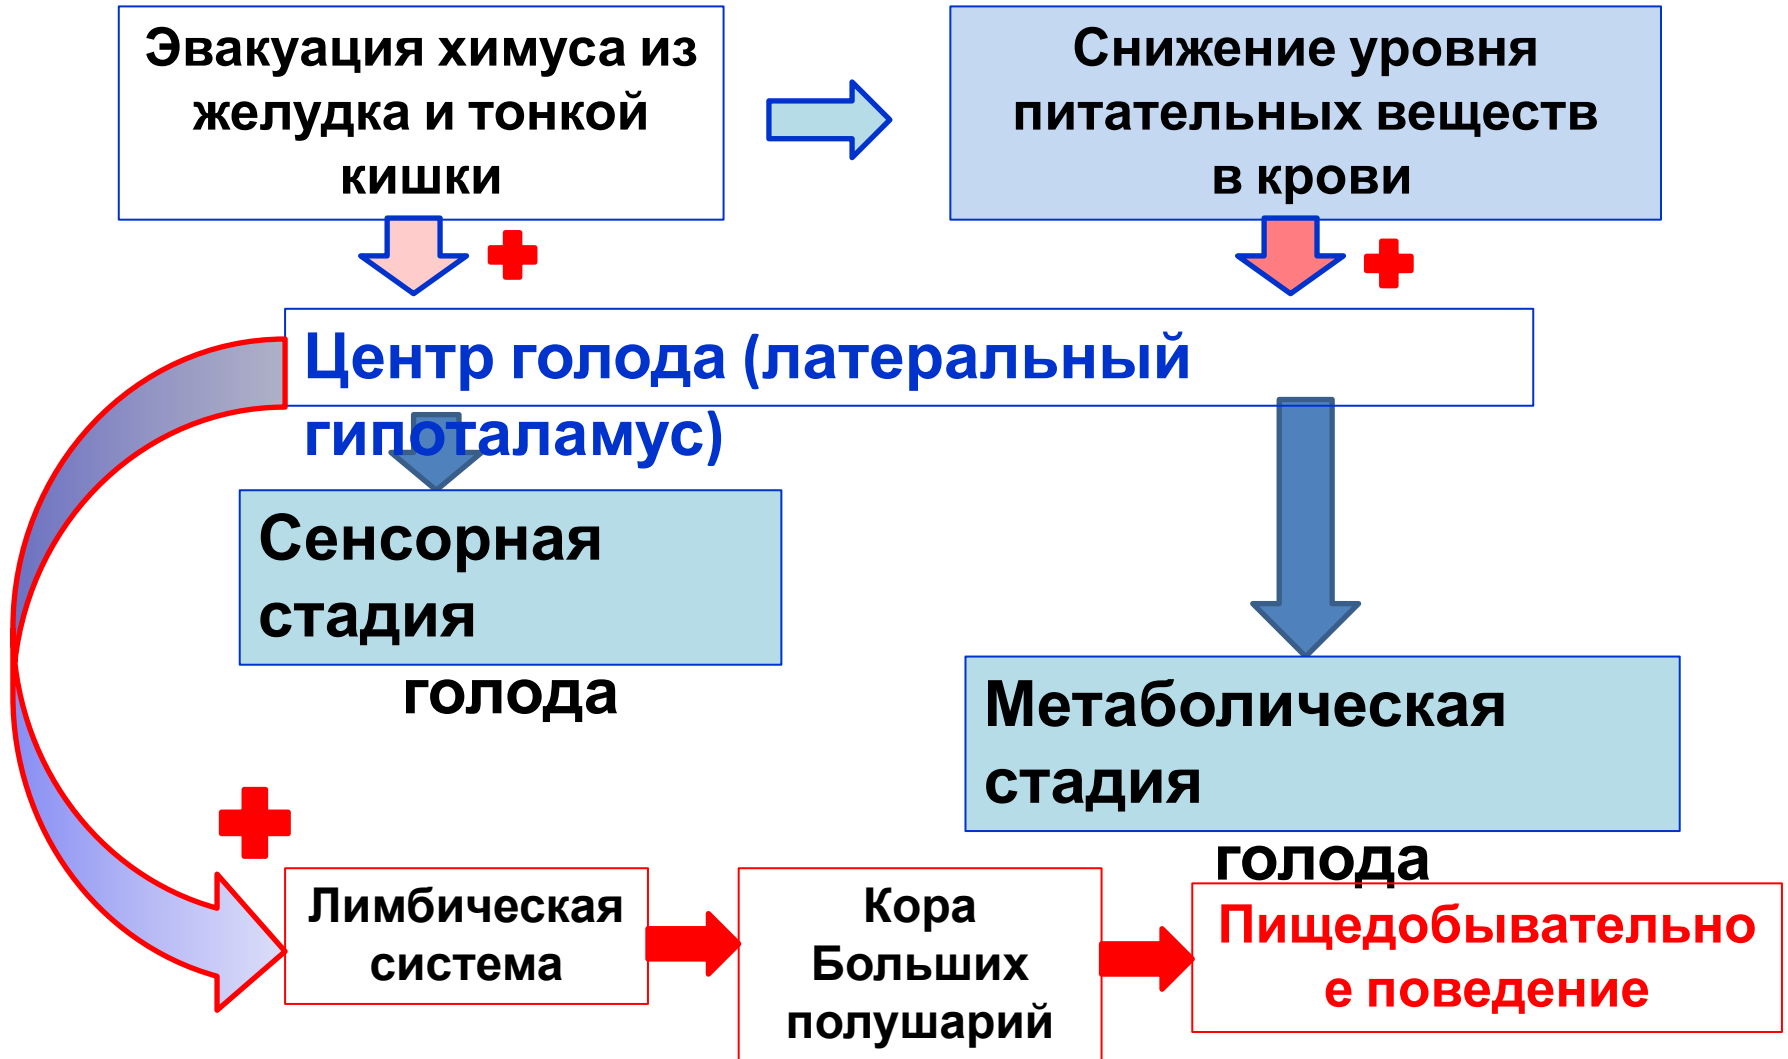 Эвакуация химуса из
желудка и тонкой
кишки
Снижение уровня
питательных веществ
в крови
Центр голода (латеральный
гипоталамус)
Сенсорная
стадия
голода
Метаболическая
стадия
голода
Лимбическая
система
Кора
Больших
полушарий
Пищедобывательно
е поведение